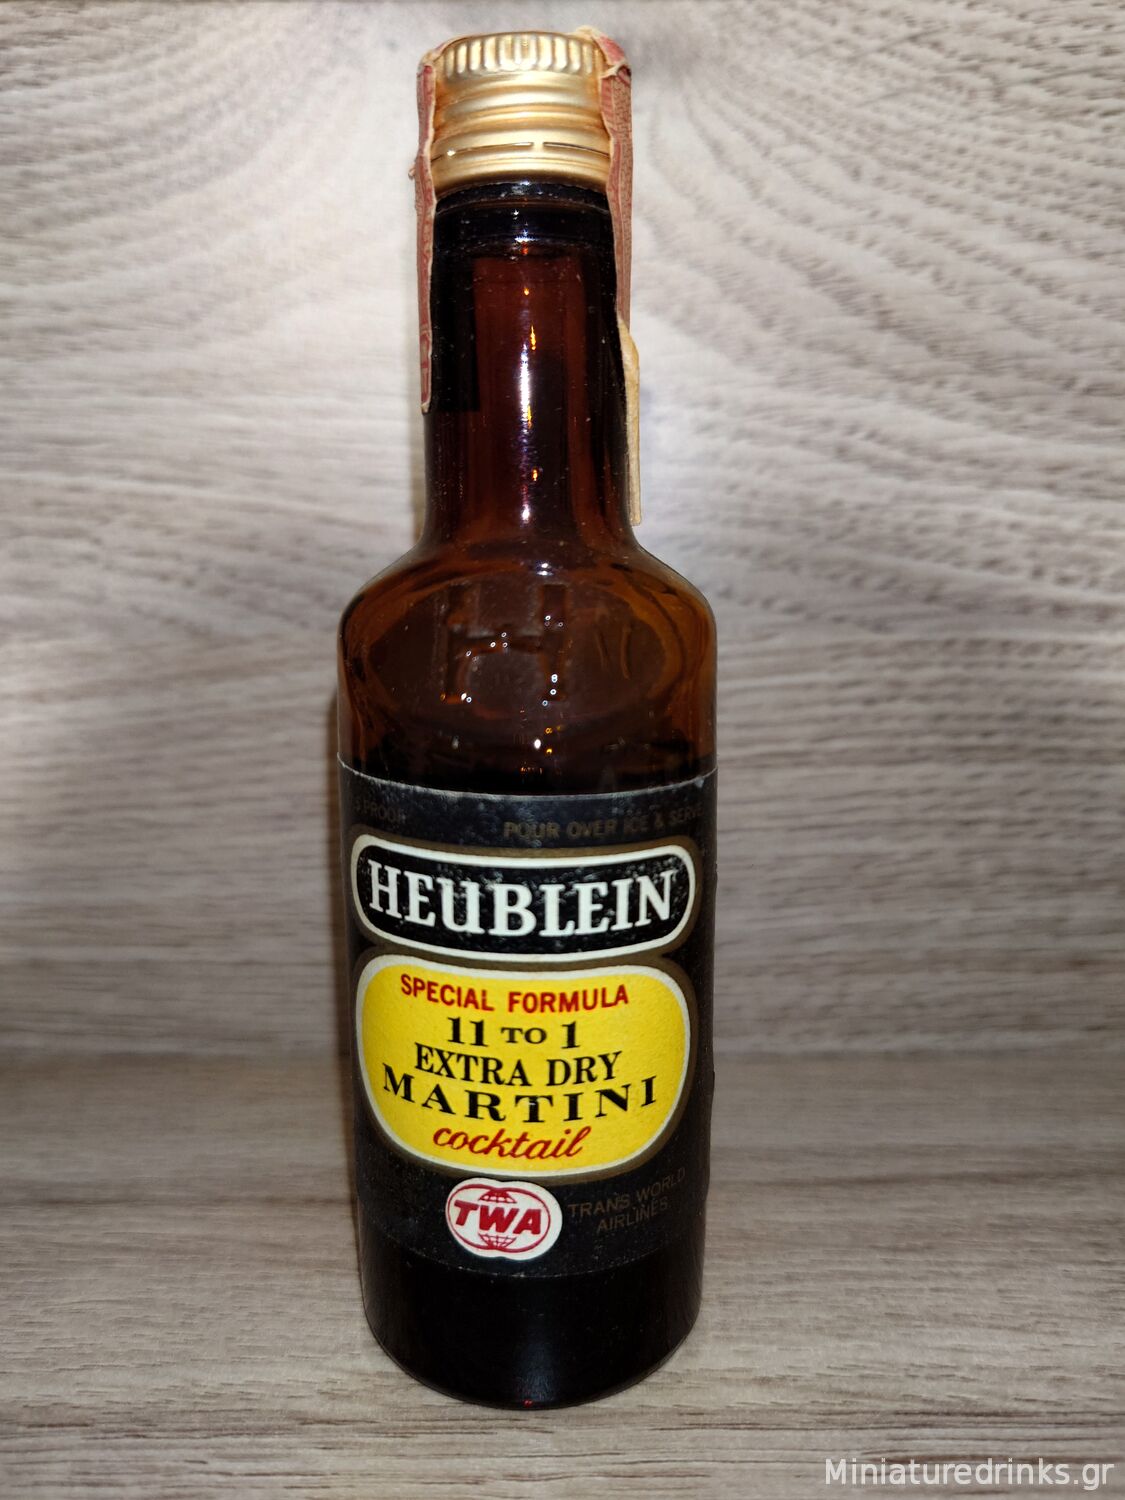 H
PROOF
POUR OVER ICE & SERVE
HEUBLEIN
SPECIAL FORMULA
11 TO 1
EXTRA DRY
MARTINI
cocktail
TWA
TRANS WORLD
AIRLINES
Miniaturedrinks.gr